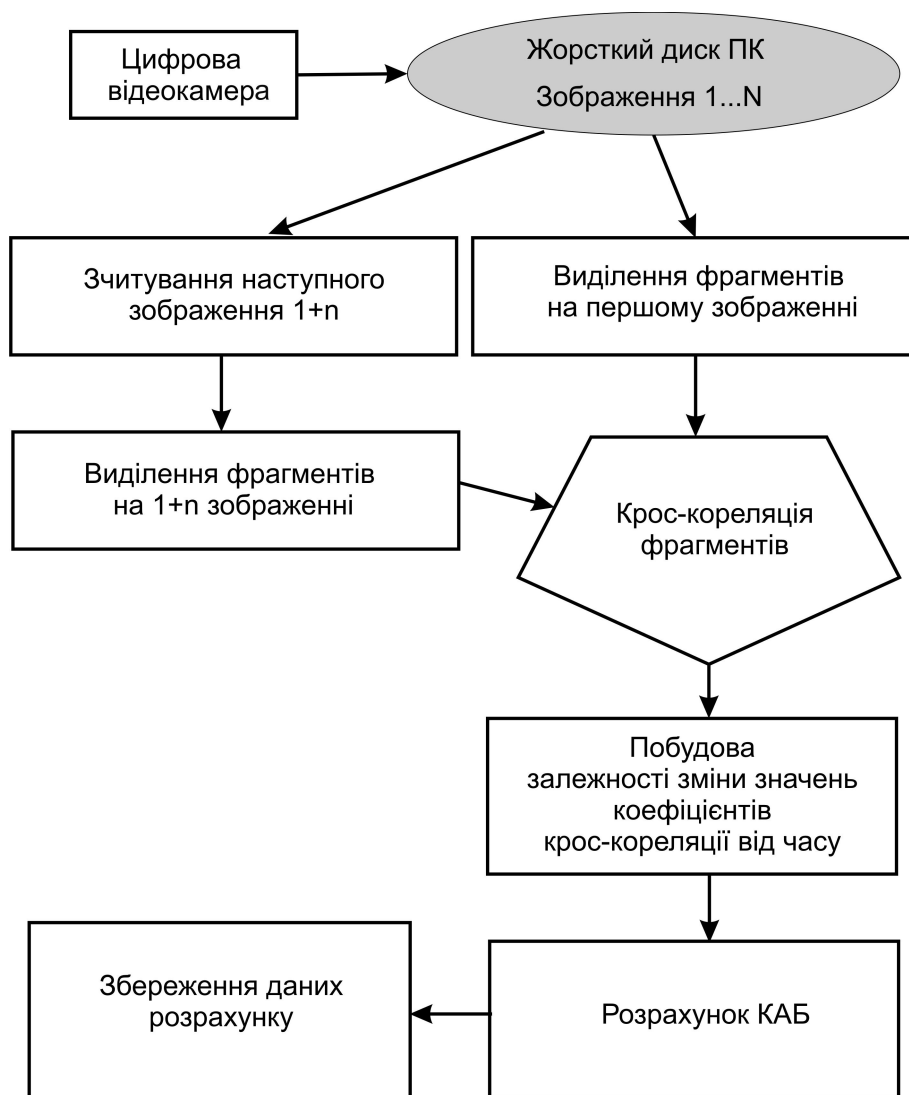 Цифрова
відеокамера
Жорсткий диск ПК
Зображення 1...N
Зчитування наступного
зображення 1+n
Виділення фрагментів
на першому зображенні
Виділення фрагментів
на 1+n зображенні
Крос-кореляція
фрагментів
Побудова
залежності зміни значень
коефіцієнтів
крос-кореляції від часу
Збереження даних
розрахунку
Розрахунок КАБ